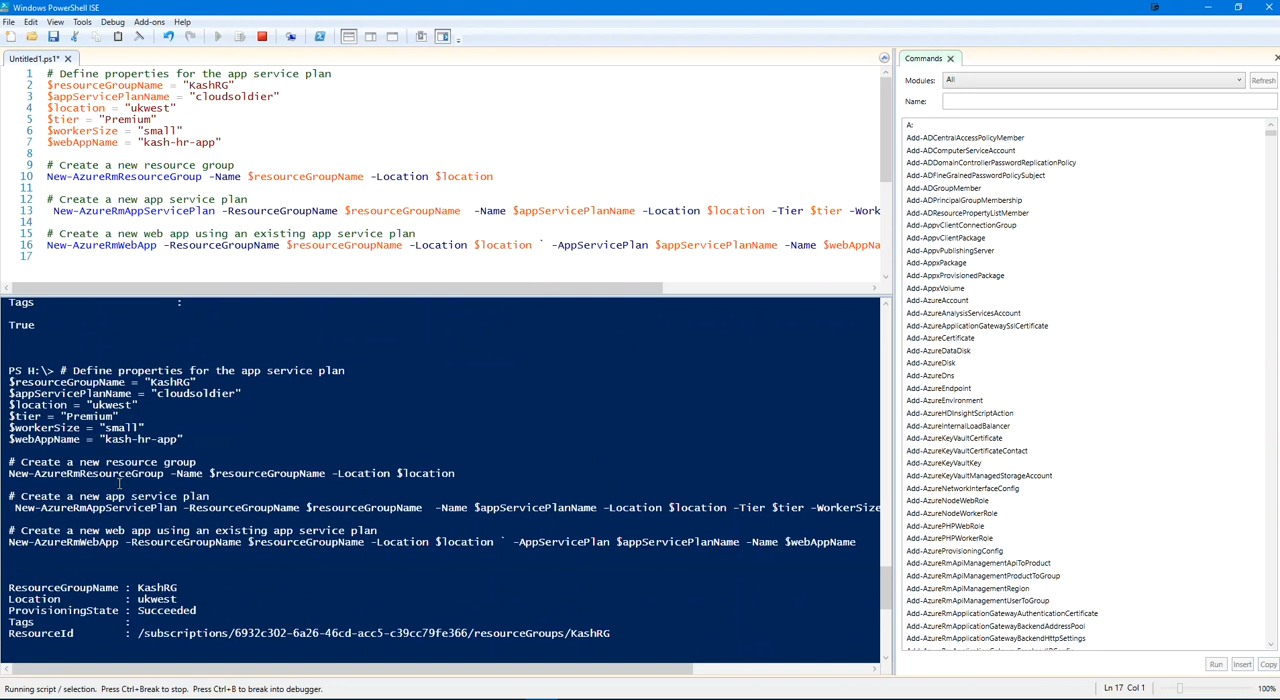 Windows PowerShell ISE
File Edit View Tools Debug Add-ons Help
Untitled1.ps1*
1 # Define properties for the app service plan
2 $resourceGroupName = "KashRG"
3 $appServicePlanName = "cloudsoldier"
4 $location = "ukwest"
5 $tier = "Premium"
6 $workerSize = "small"
7 $webAppName = "kash-hr-app"
8
9 # Create a new resource group
10 New-AzureRmResourceGroup -Name $resourceGroupName -Location $location
11
12 # Create a new app service plan
13 New-AzureRmAppServicePlan -ResourceGroupName $resourceGroupName -Name $appServicePlanName -Location $location -Tier $tier -Work
14
15 # Create a new web app using an existing app service plan
16 New-AzureRmWebApp -ResourceGroupName $resourceGroupName -Location $location ` -AppServicePlan $appServicePlanName -Name $webAppNa
17
Tags :
True
PS H:\> # Define properties for the app service plan
$resourceGroupName = "KashRG"
$appServicePlanName = "cloudsoldier"
$location = "ukwest"
$tier = "Premium"
$workerSize = "small"
$webAppName = "kash-hr-app"
# Create a new resource group
New-AzureRmResourceGroup -Name $resourceGroupName -Location $location
# Create a new app service plan
New-AzureRmAppServicePlan -ResourceGroupName $resourceGroupName -Name $appServicePlanName -Location $location -Tier $tier -WorkerSize
# Create a new web app using an existing app service plan
New-AzureRmWebApp -ResourceGroupName $resourceGroupName -Location $location ` -AppServicePlan $appServicePlanName -Name $webAppName
ResourceGroupName : KashRG
Location : ukwest
ProvisioningState : Succeeded
Tags :
ResourceId : /subscriptions/6932c302-6a26-46cd-acc5-c39cc79fe366/resourceGroups/KashRG
Commands
Modules: All Refresh
Name:
A:
Add-ADCentralAccessPolicyMember
Add-ADComputerServiceAccount
Add-ADDomainControllerPasswordReplicationPolicy
Add-ADFineGrainedPasswordPolicySubject
Add-ADGroupMember
Add-ADPrincipalGroupMembership
Add-ADResourcePropertyListMember
Add-AppvClientConnectionGroup
Add-AppvClientPackage
Add-AppvPublishingServer
Add-AppxPackage
Add-AppxProvisionedPackage
Add-AppxVolume
Add-AzureAccount
Add-AzureAnalysisServicesAccount
Add-AzureApplicationGatewaySslCertificate
Add-AzureCertificate
Add-AzureDataDisk
Add-AzureDisk
Add-AzureDns
Add-AzureEndpoint
Add-AzureEnvironment
Add-AzureHDInsightScriptAction
Add-AzureInternalLoadBalancer
Add-AzureKeyVaultCertificate
Add-AzureKeyVaultCertificateContact
Add-AzureKeyVaultKey
Add-AzureKeyVaultManagedStorageAccount
Add-AzureNetworkInterfaceConfig
Add-AzureNodeWebRole
Add-AzureNodeWorkerRole
Add-AzurePHPWebRole
Add-AzurePHPWorkerRole
Add-AzureProvisioningConfig
Add-AzureRmApiManagementApiToProduct
Add-AzureRmApiManagementProductToGroup
Add-AzureRmApiManagementRegion
Add-AzureRmApiManagementUserToGroup
Add-AzureRmApplicationGatewayAuthenticationCertificate
Add-AzureRmApplicationGatewayBackendAddressPool
Add-AzureRmApplicationGatewayBackendHttpSettings
Run Insert Copy
Running script / selection. Press Ctrl+Break to stop. Press Ctrl+B to break into debugger.
Ln 17 Col 1
100%